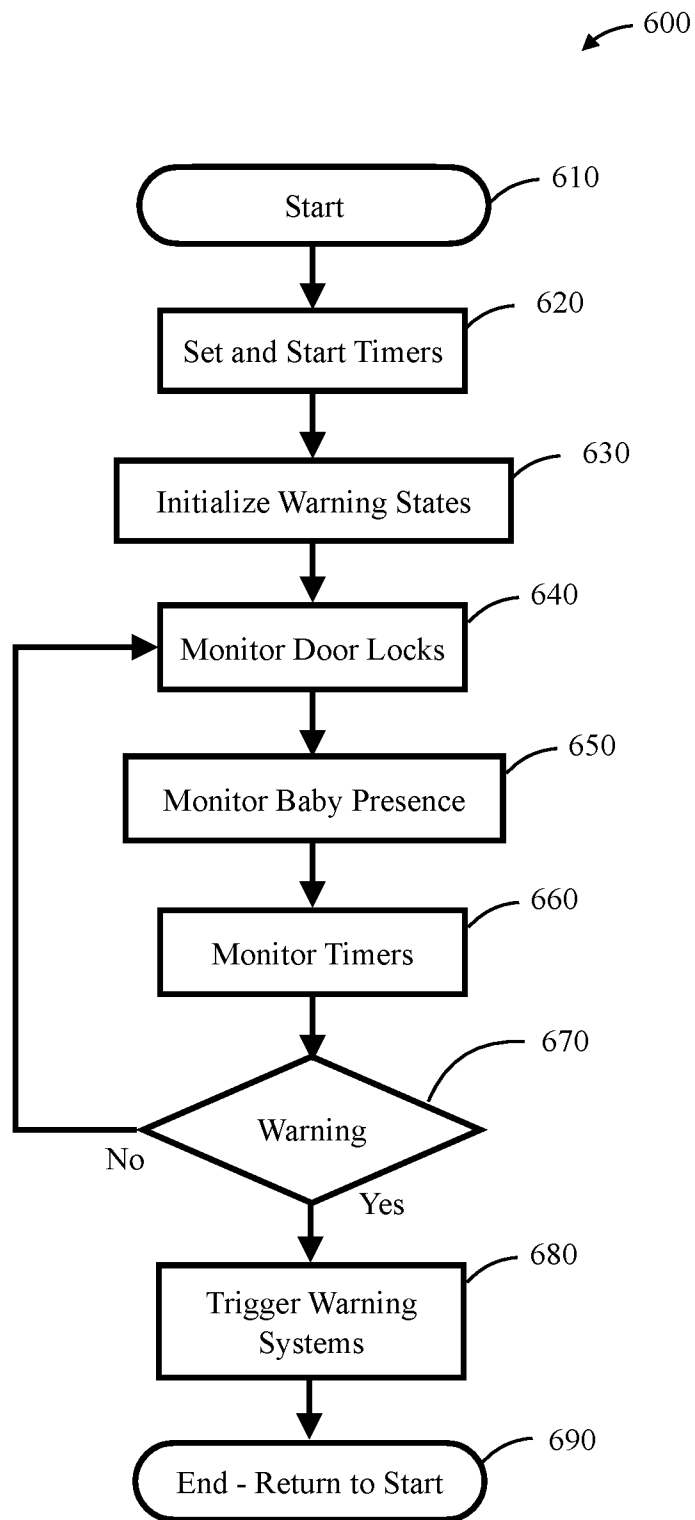 600
Start
610
Set and Start Timers
620
Initialize Warning States
630
Monitor Door Locks
640
Monitor Baby Presence
650
Monitor Timers
660
Warning
670
No
Yes
Trigger Warning
Systems
680
End - Return to Start
690